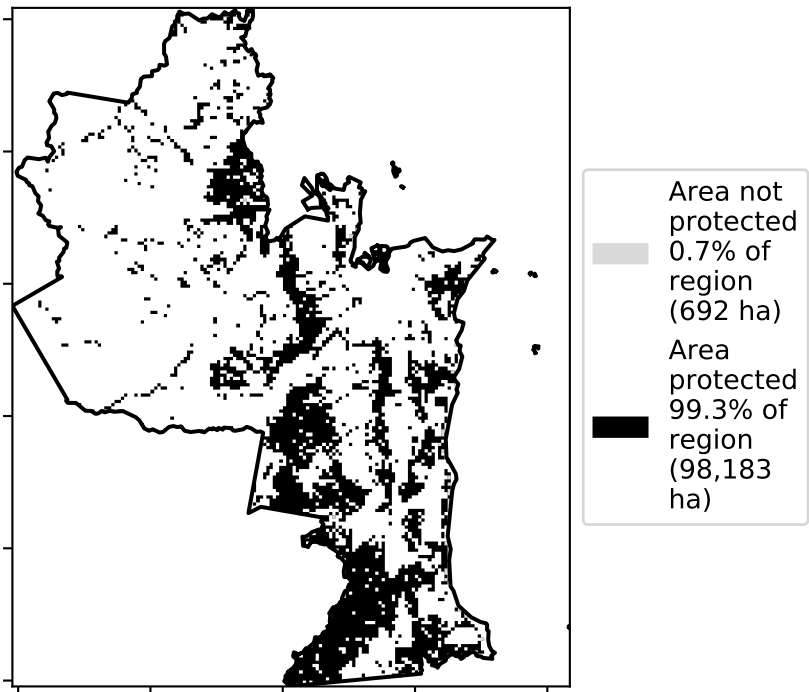 Area not
protected
0.7% of
region
(692 ha)
Area
protected
99.3% of
region
(98,183
ha)